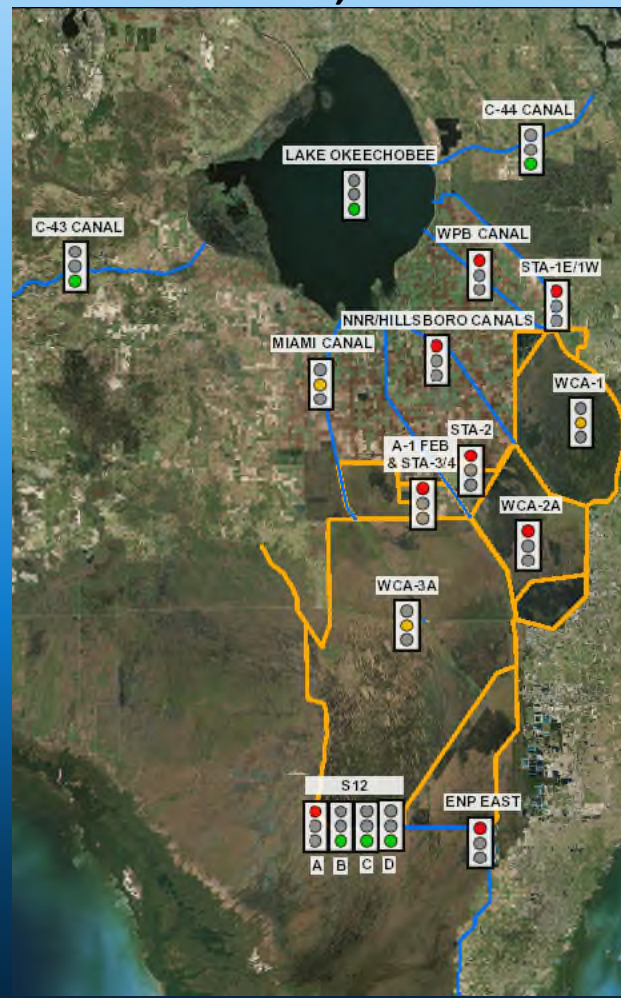 C-44 CANAL
LAKE OKEECHOBEE
C-43 CANAL
WPB CANAL
STA-1E/1W
NNR/HILLSBORO CANALS
MIAMI CANAL
WCA-1
STA-2
A-1 FEB
& STA-3/4
WCA-2A
WCA-3A
S12
ENP EAST
A B C D